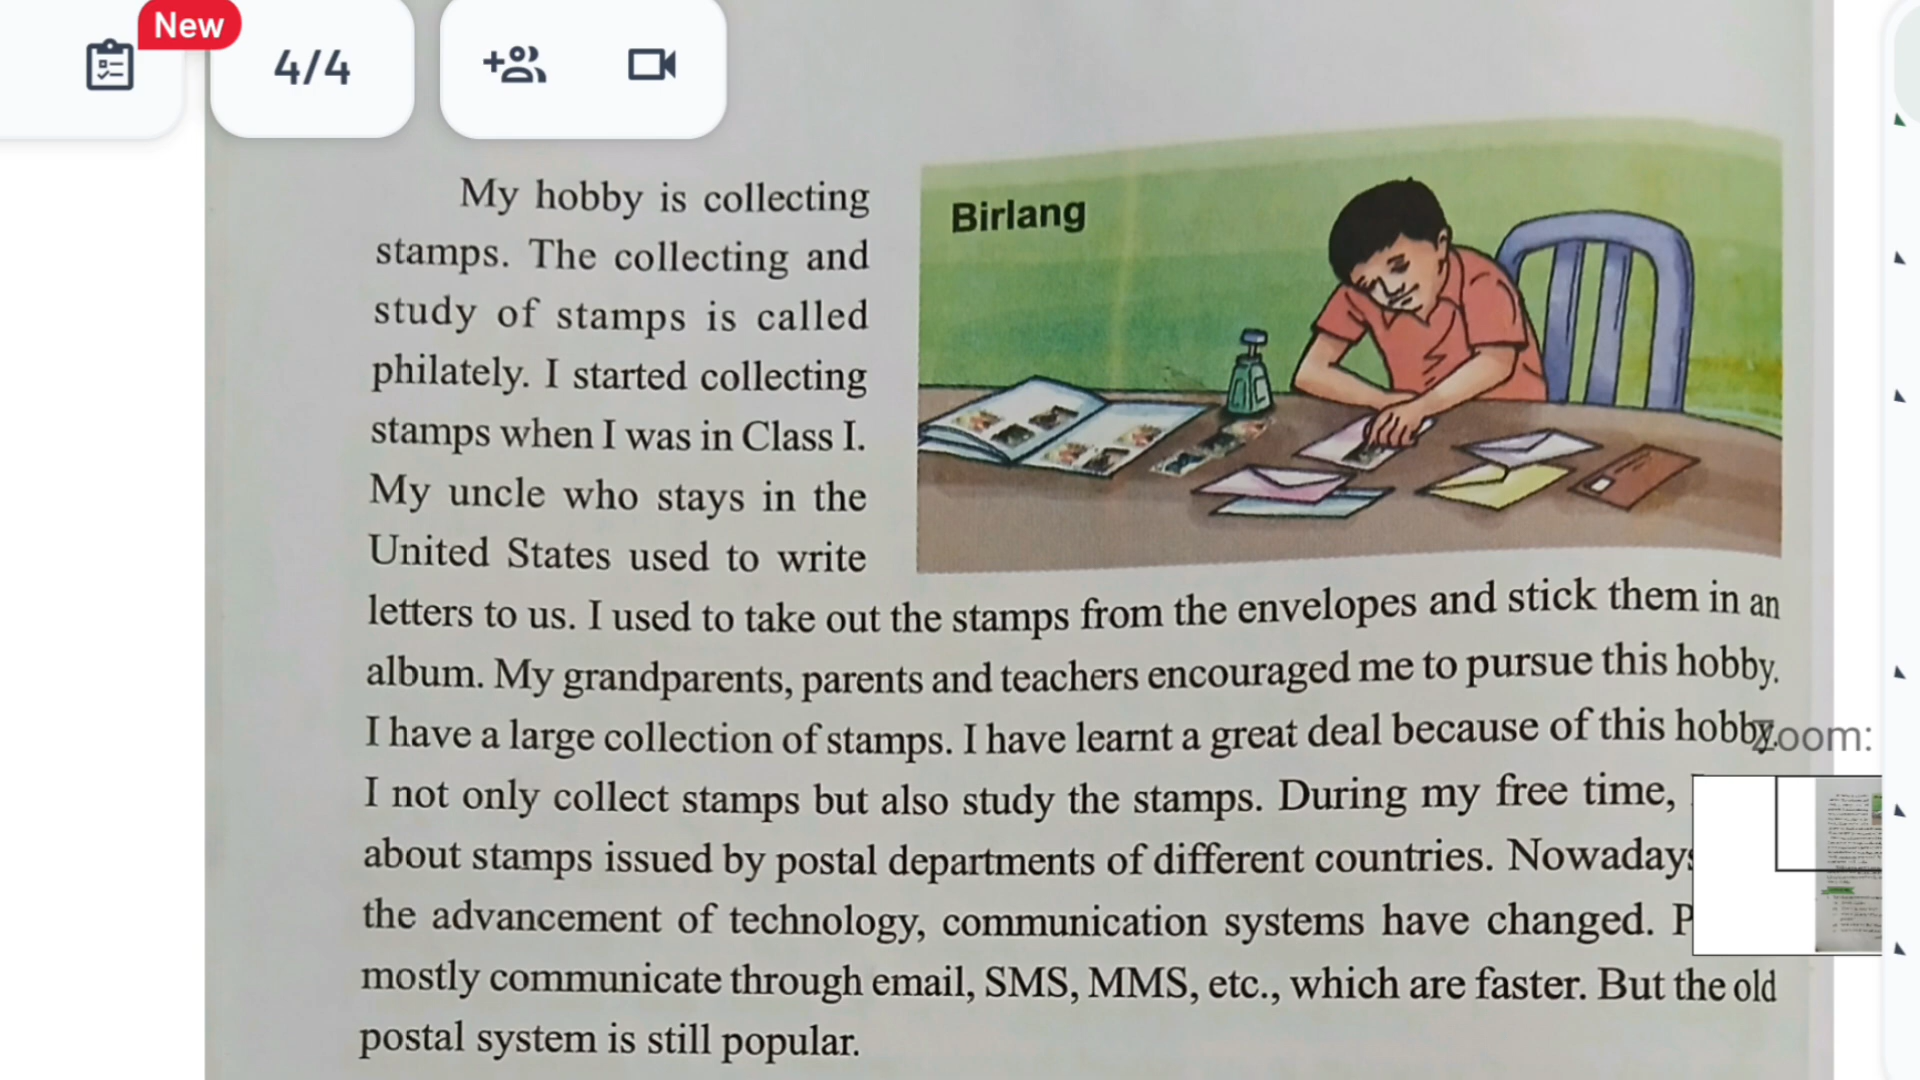 New
4/4
Birlang
My hobby is collecting
stamps. The collecting and
study of stamps is called
philately. I started collecting
stamps when I was in Class I.
My uncle who stays in the
United States used to write
letters to us. I used to take out the stamps from the envelopes and stick them in an
album. My grandparents, parents and teachers encouraged me to pursue this hobby.
I have a large collection of stamps. I have learnt a great deal because of this hobby.
Zoom:
I not only collect stamps but also study the stamps. During my free time,
about stamps issued by postal departments of different countries. Nowadays
the advancement of technology, communication systems have changed. P
mostly communicate through email, SMS, MMS, etc., which are faster. But the old
postal system is still popular.